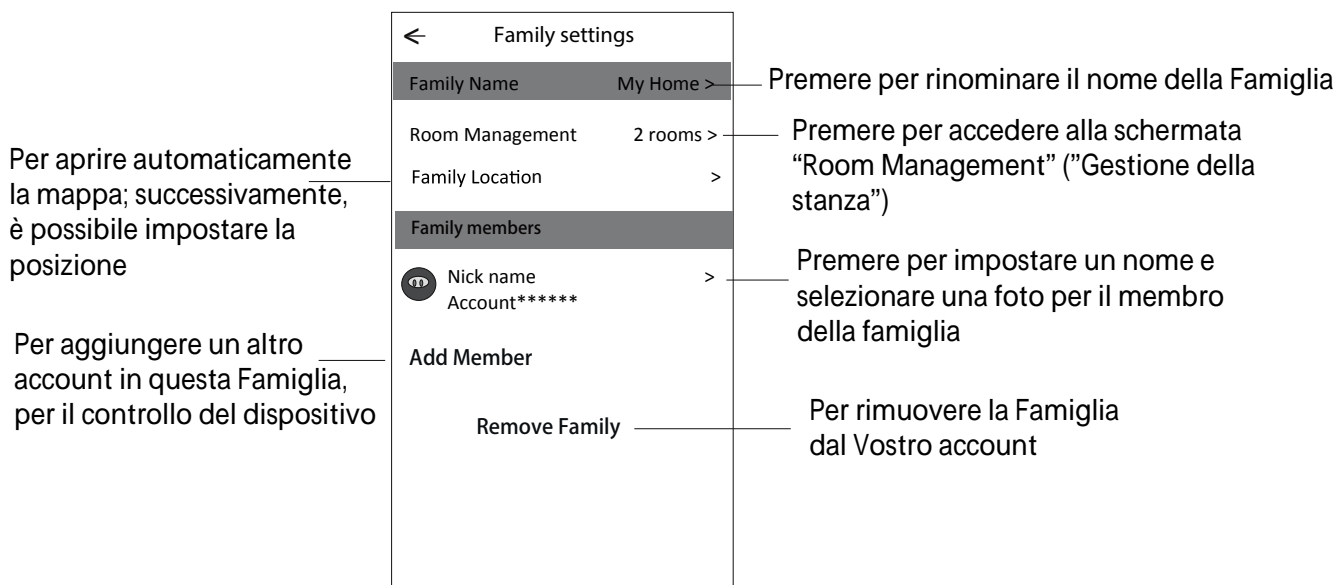 ← Family settings
Family Name My Home >
Premere per rinominare il nome della Famiglia
Room Management 2 rooms >
Premere per accedere alla schermata
“Room Management” (”Gestione della
stanza”)
Per aprire automaticamente
la mappa; successivamente,
è possibile impostare la
posizione
Family Location >
Family members
Nick name >
Account******
Premere per impostare un nome e
selezionare una foto per il membro
della famiglia
Per aggiungere un altro
account in questa Famiglia,
per il controllo del dispositivo
Add Member
Remove Family
Per rimuovere la Famiglia
dal Vostro account